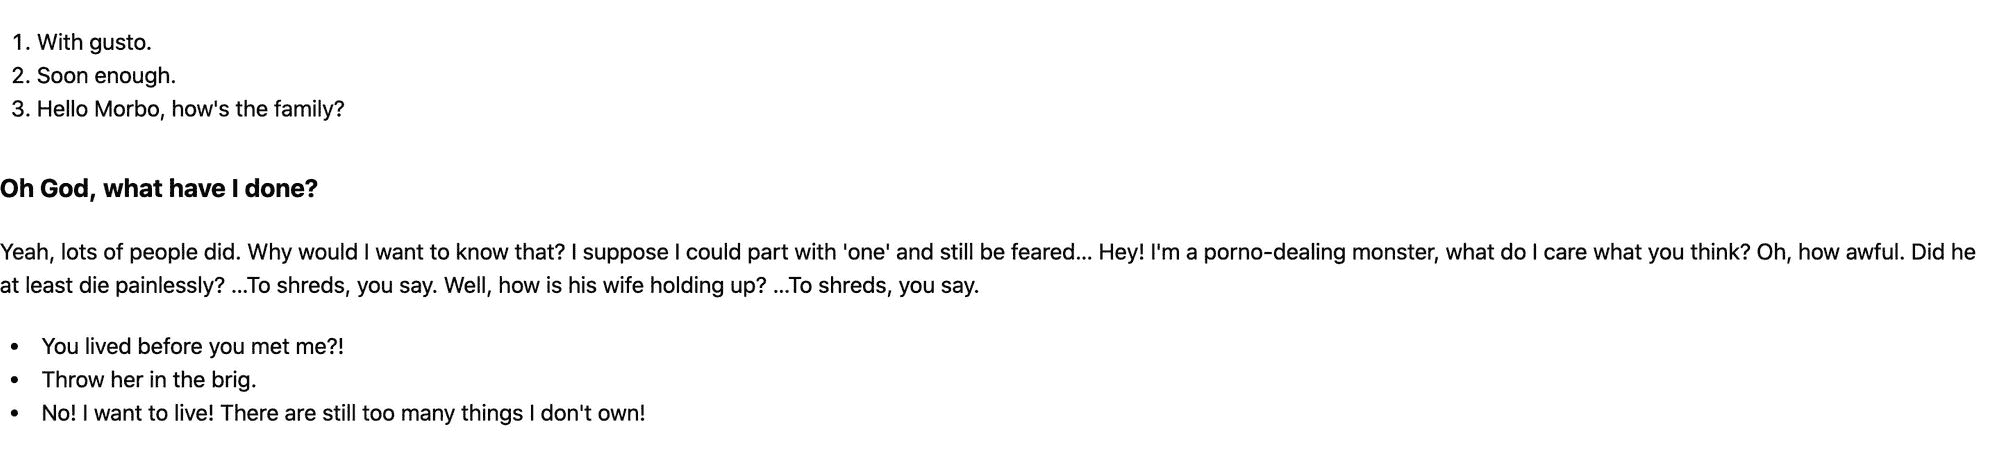 1. With gusto.
2. Soon enough.
3. Hello Morbo, how's the family?
Oh God, what have I done?
Yeah, lots of people did. Why would I want to know that? I suppose I could part with 'one' and still be feared... Hey! I'm a porno-dealing monster, what do I care what you think? Oh, how awful. Did he
at least die painlessly? ...To shreds, you say. Well, how is his wife holding up? ...To shreds, you say.
• You lived before you met me?!
• Throw her in the brig.
• No! I want to live! There are still too many things I don't own!